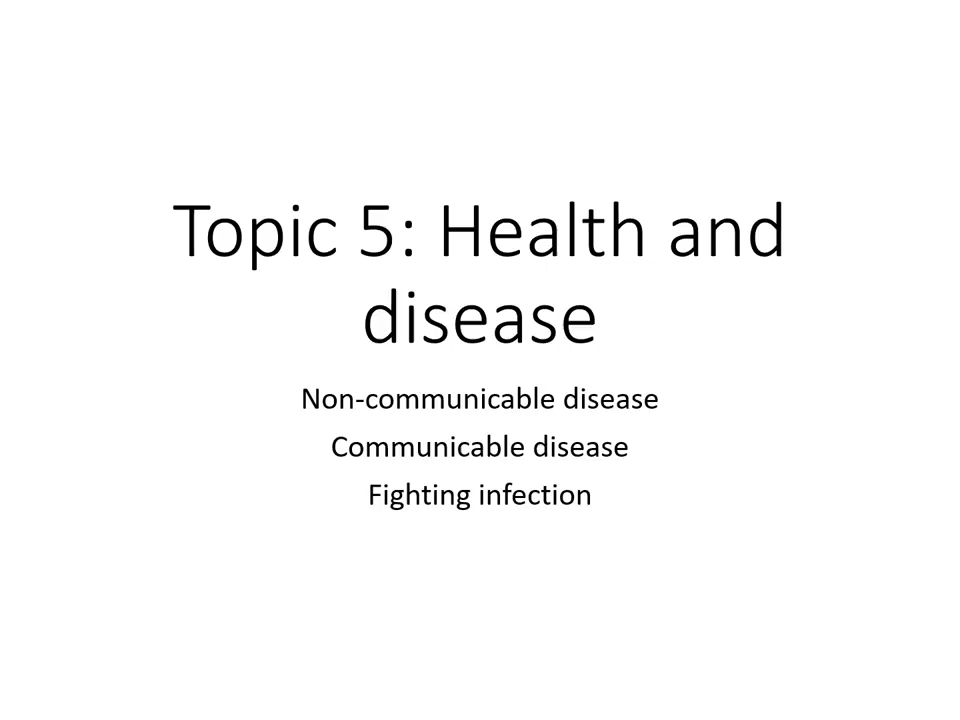 Topic 5: Health and
disease
Non-communicable disease
Communicable disease
Fighting infection